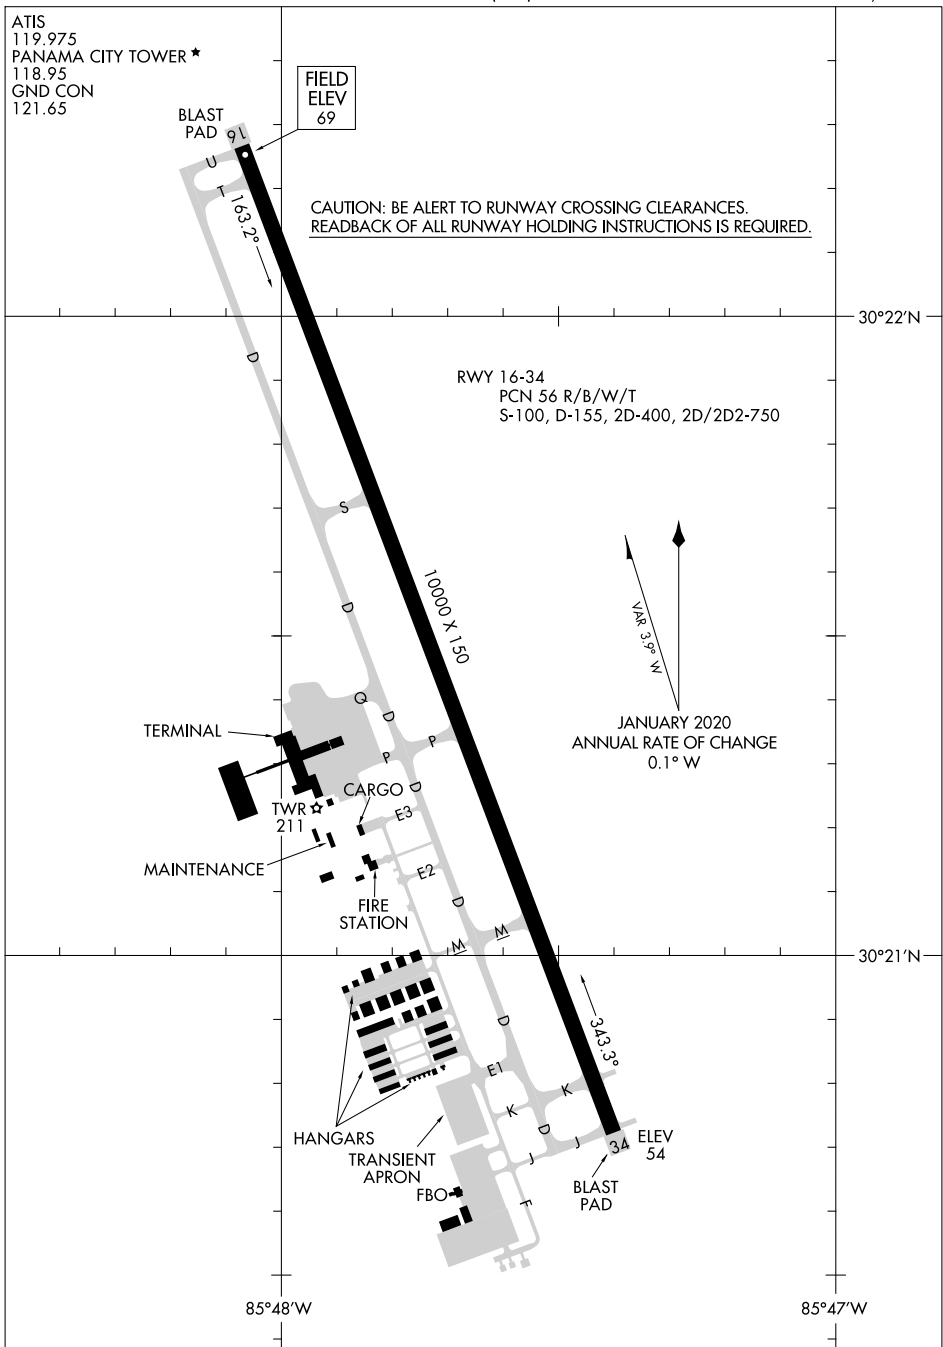 ATIS
119.975
PANAMA CITY TOWER
118.95
GND CON
121.65
FIELD
ELEV
69
BLAST
PAD
16
U
T
163.2°
CAUTION: BE ALERT TO RUNWAY CROSSING CLEARANCES.
READBACK OF ALL RUNWAY HOLDING INSTRUCTIONS IS REQUIRED.
30°22'N
D
RWY 16-34
PCN 56 R/B/W/T
S-100, D-155, 2D-400, 2D/2D2-750
S
10000 X 150
D
VAR 3.9° W
JANUARY 2020
ANNUAL RATE OF CHANGE
0.1° W
Q
D
TERMINAL
P
P
D
CARGO
TWR
211
E3
MAINTENANCE
E2
FIRE
STATION
D
M
M
30°21'N
D
343.3°
E1
K
K
HANGARS
D
J
J
34
ELEV
54
TRANSIENT
APRON
FBO
F
BLAST
PAD
85°48'W
85°47'W